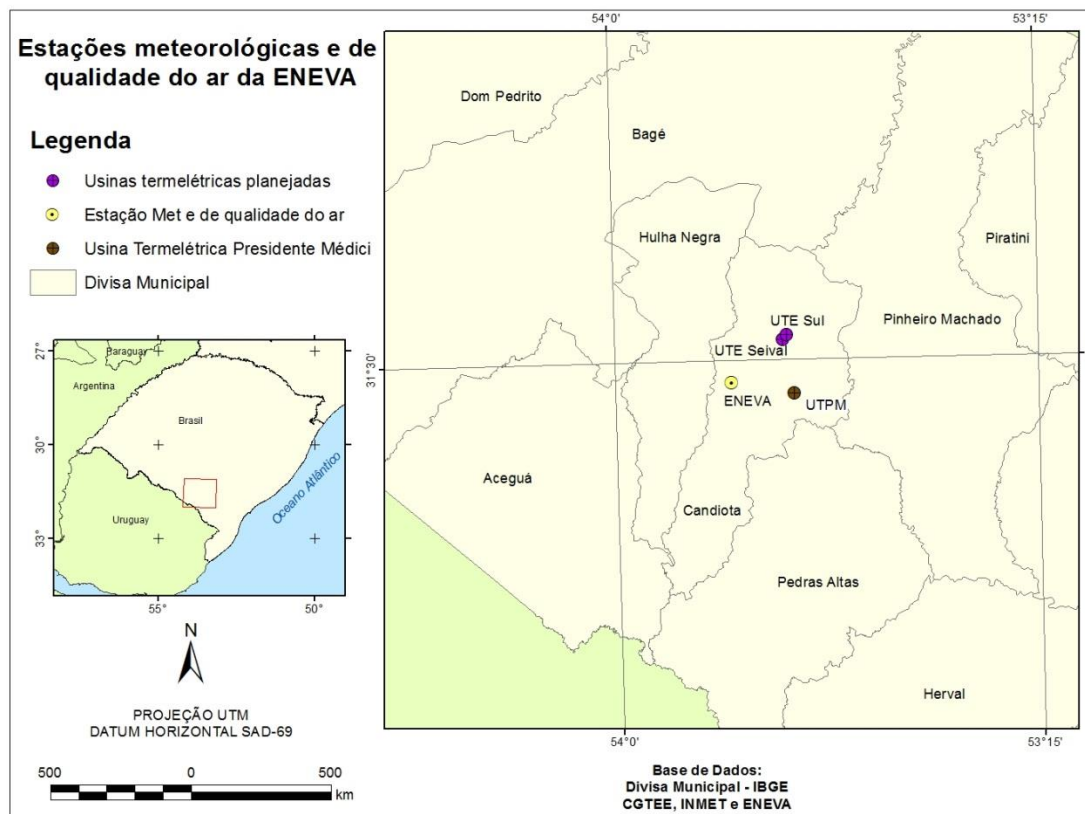 Estações meteorológicas e de
qualidade do ar da ENEVA
Legenda
Usinas termelétricas planejadas
Estação Met e de qualidade do ar
Usina Termelétrica Presidente Médici
Divisa Municipal
27°
30°
33°
Paraguay
Argentina
Brasil
Uruguay
Oceano Atlântico
55°
50°
N
PROJEÇÃO UTM
DATUM HORIZONTAL SAD-69
500
0
500
km
54°0'
53°15'
Dom Pedrito
Bagé
Hulha Negra
Piratini
UTE Sul
Pinheiro Machado
UTE Seival
31°30'
ENEVA
UTPM
Aceguá
Candiota
Pedras Altas
Herval
54°0'
53°15'
Base de Dados:
Divisa Municipal - IBGE
CGTEE, INMET e ENEVA